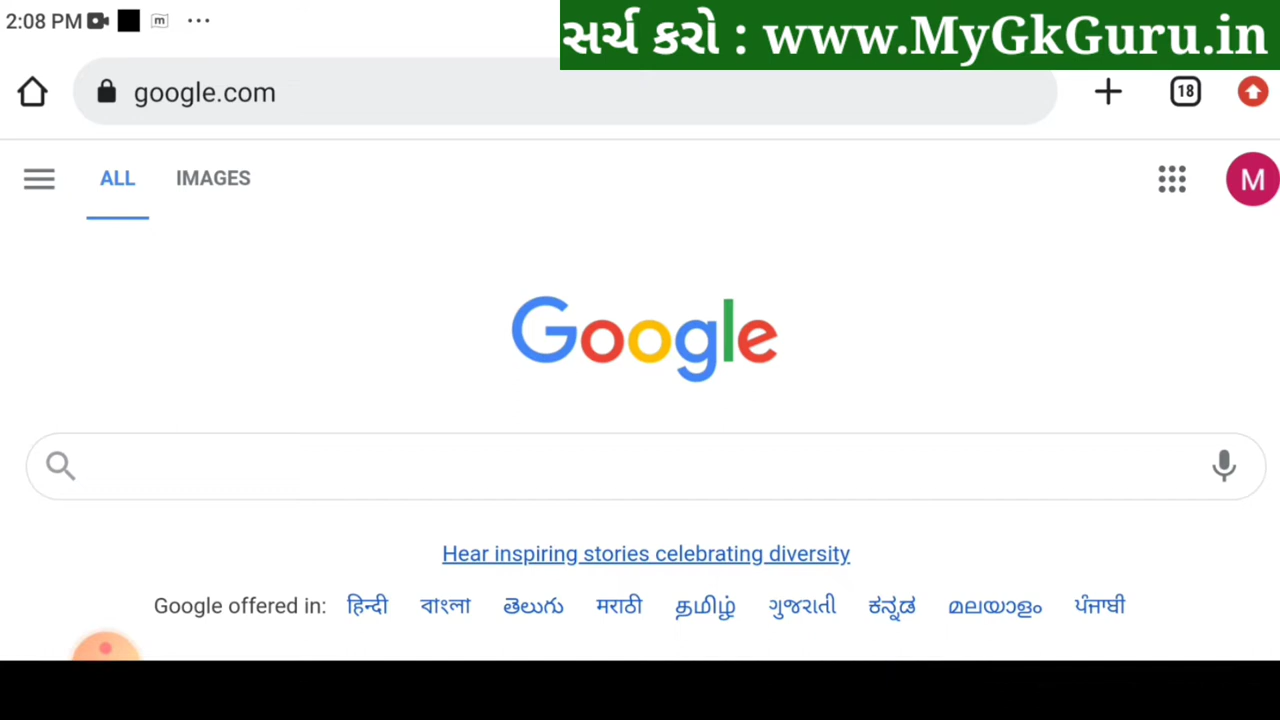 2:08 PM m
સર્ચ કરો : www.MyGkGuru.in
google.com
18
ALL IMAGES
M
Google
Hear inspiring stories celebrating diversity
Google offered in: हिन्दी বাংলা తెలుగు मराठी தமிழ் ગુજરાતી ಕನ್ನಡ മലയാളം ਪੰਜਾਬੀ